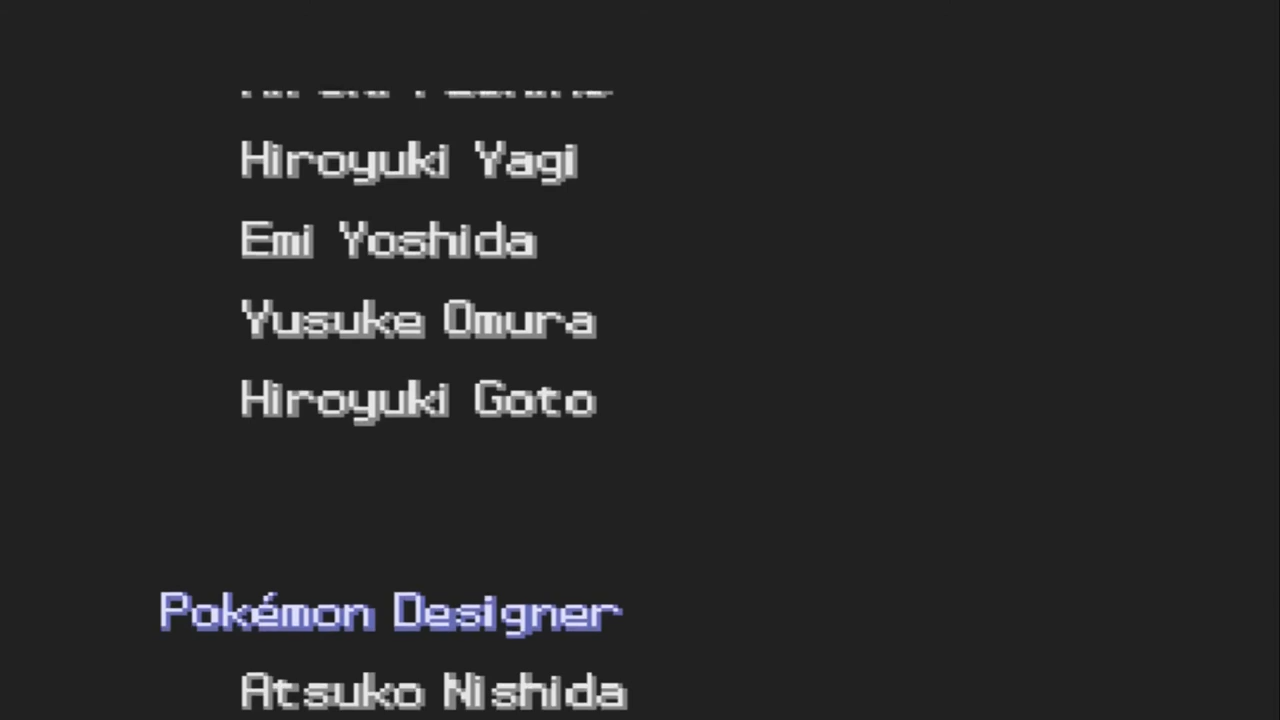 Hiroyuki Yagi
Emi Yoshida
Yusuke Omura
Hiroyuki Goto
Pokémon Designer
Atsuko Nishida